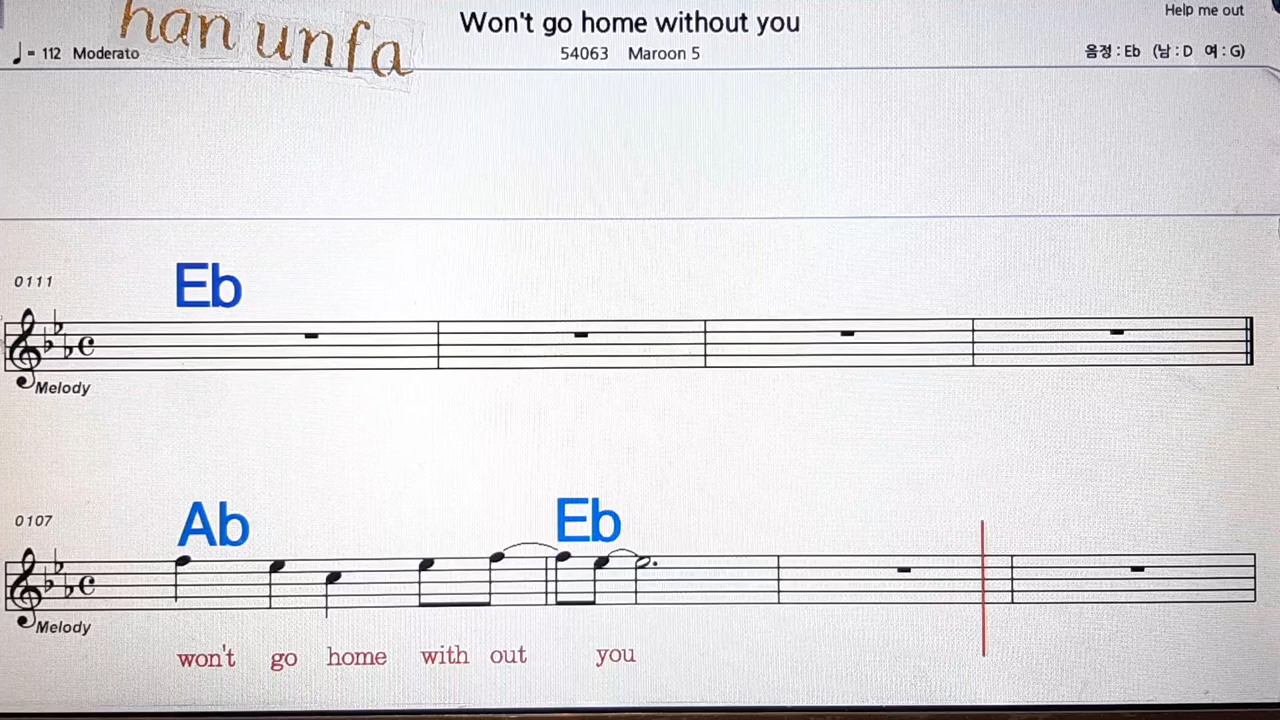 Help me out
han unfa
Won't go home without you
♩= 112 Moderato
54063 Maroon 5
음정 : Eb (남 : D 여 : G)
0111
Eb
Melody
0107
Ab Eb
Melody
won't go home with out you